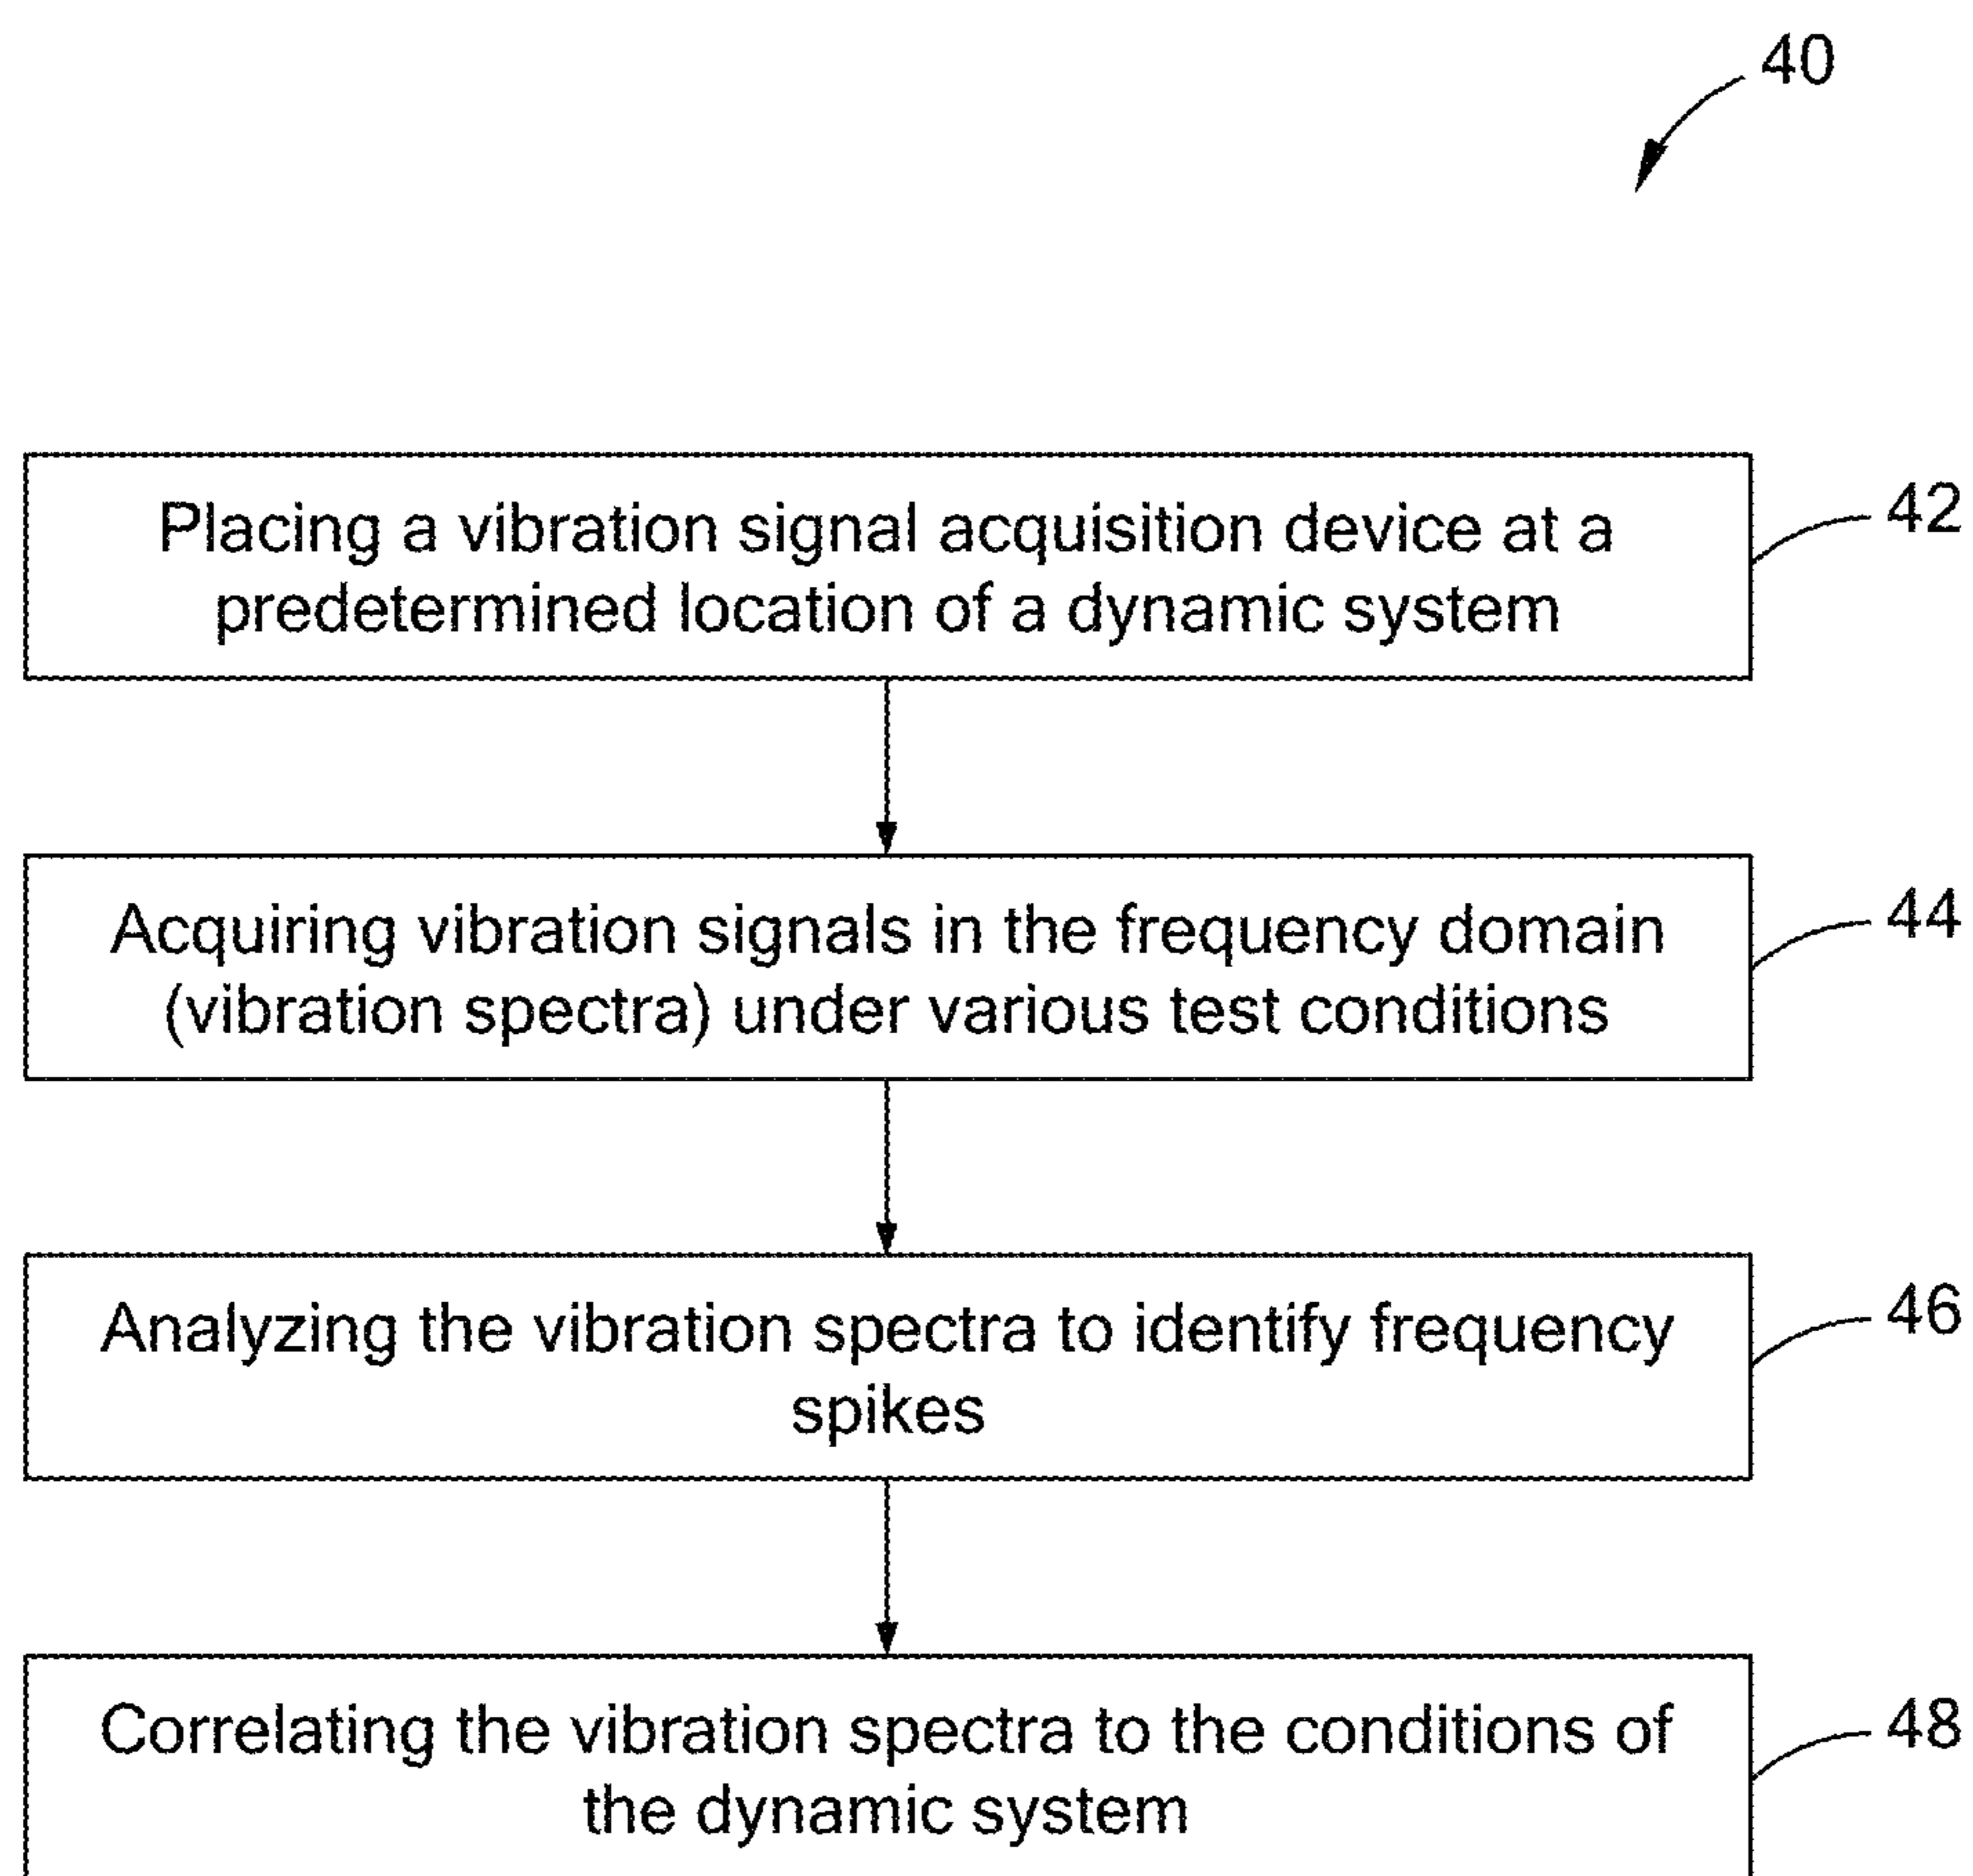 40
Placing a vibration signal acquisition device at a
predetermined location of a dynamic system
42
Acquiring vibration signals in the frequency domain
(vibration spectra) under various test conditions
44
Analyzing the vibration spectra to identify frequency
spikes
46
Correlating the vibration spectra to the conditions of
the dynamic system
48